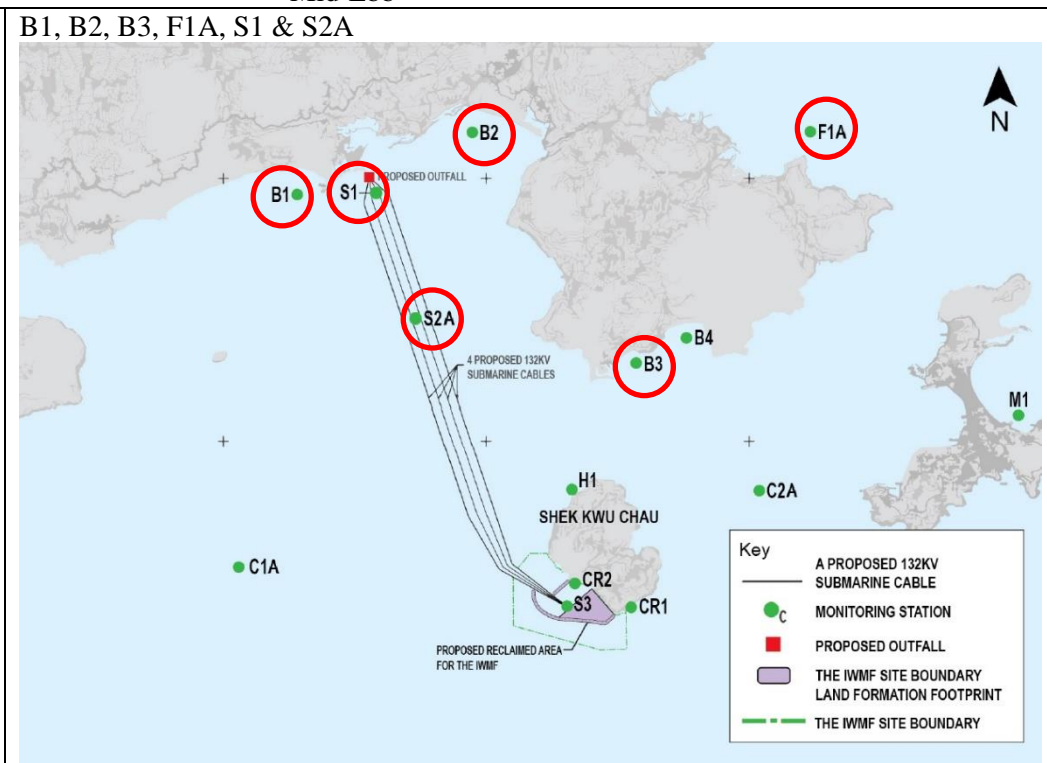 B1, B2, B3, F1A, S1 & S2A
B2
F1A
N
PROPOSED OUTFALL
B1
S1
S2A
B4
4 PROPOSED 132KV
SUBMARINE CABLES
B3
M1
H1
C2A
SHEK KWU CHAU
C1A
CR2
S3
CR1
PROPOSED RECLAIMED AREA
FOR THE IWMF
Key
A PROPOSED 132KV
SUBMARINE CABLE
C MONITORING STATION
PROPOSED OUTFALL
THE IWMF SITE BOUNDARY
LAND FORMATION FOOTPRINT
THE IWMF SITE BOUNDARY